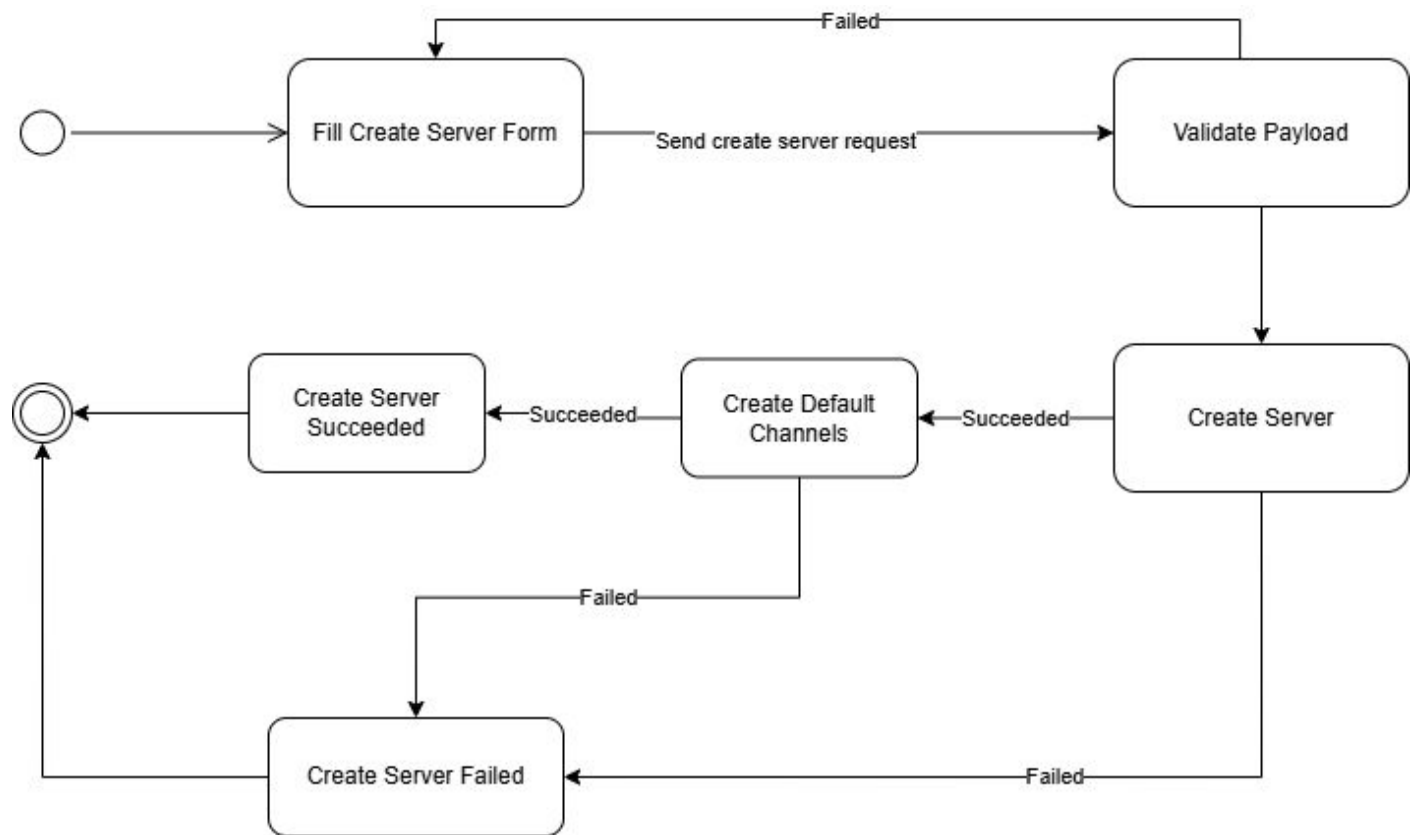 Failed
Fill Create Server Form
Send create server request
Validate Payload
Create Server
Succeeded
Succeeded
Create Default
Channels
Succeeded
Create Server
Failed
Create Server Failed
Failed